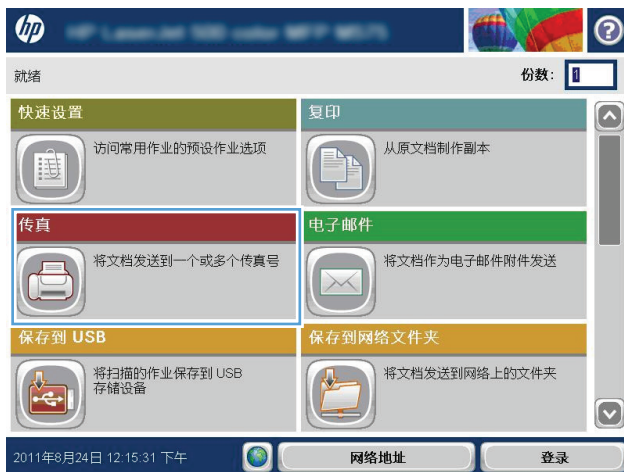 hp
就绪
份数: 1
快速设置
访问常用作业的预设作业选项
复印
从原文档制作副本
传真
将文档发送到一个或多个传真号
电子邮件
将文档作为电子邮件附件发送
保存到 USB
将扫描的作业保存到 USB
存储设备
保存到网络文件夹
将文档发送到网络上的文件夹
2011年8月24日 12:15:31 下午
网络地址
登录